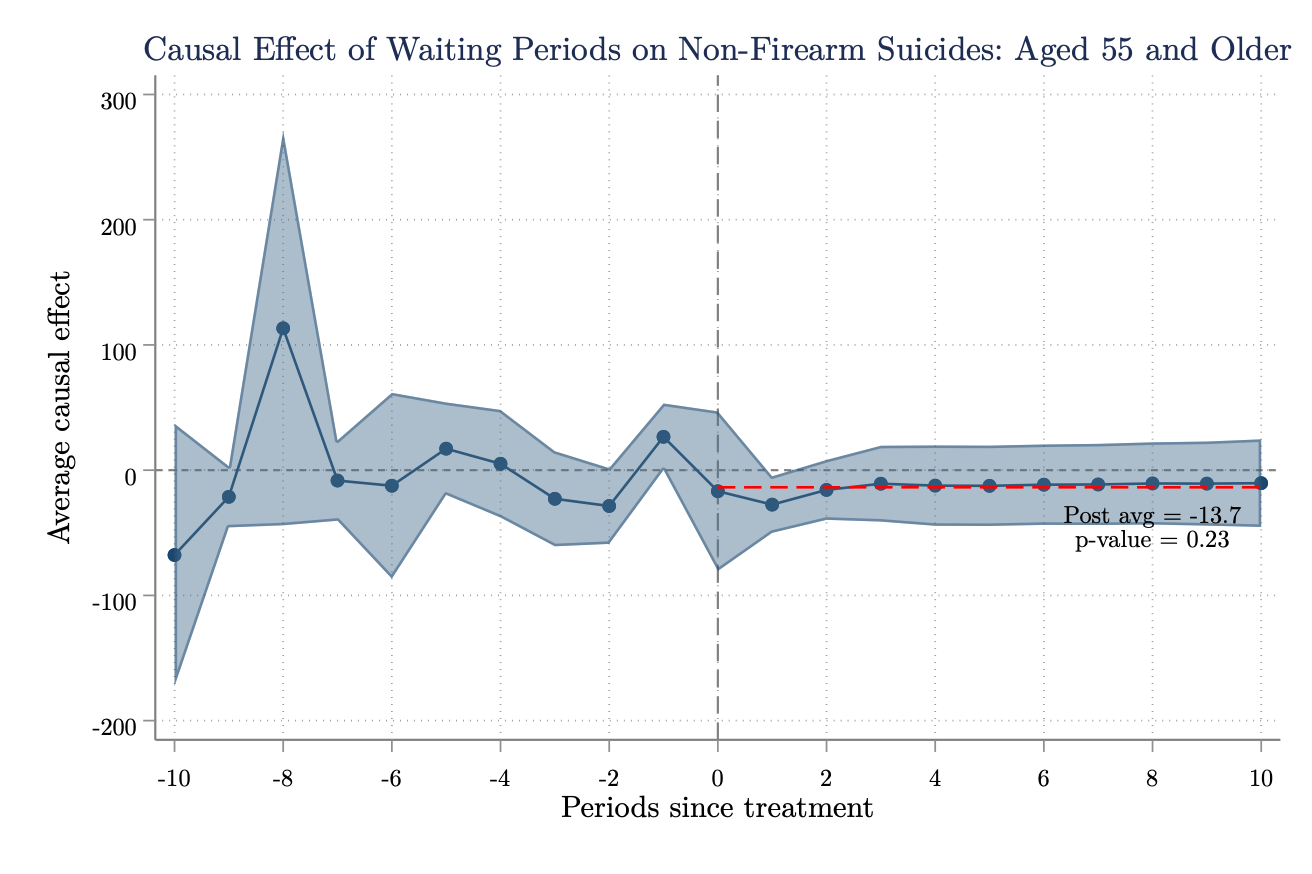 Causal Effect of Waiting Periods on Non-Firearm Suicides: Aged 55 and Older
Average causal effect
300
200
100
0
-100
-200
Post avg = -13.7
p-value = 0.23
-10 -8 -6 -4 -2 0 2 4 6 8 10
Periods since treatment